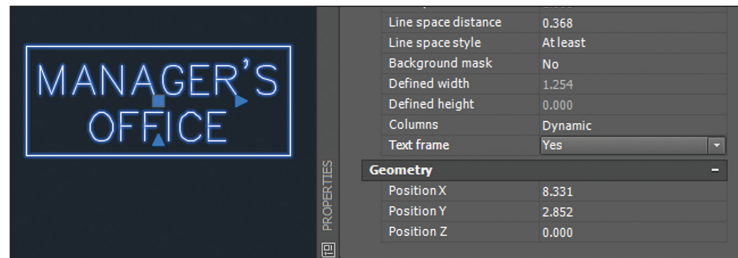 MANAGER'S
OFFICE
PROPERTIES
Line space distance 0.368
Line space style At least
Background mask No
Defined width 1.254
Defined height 0.000
Columns Dynamic
Text frame Yes
Geometry
Position X 8.331
Position Y 2.852
Position Z 0.000